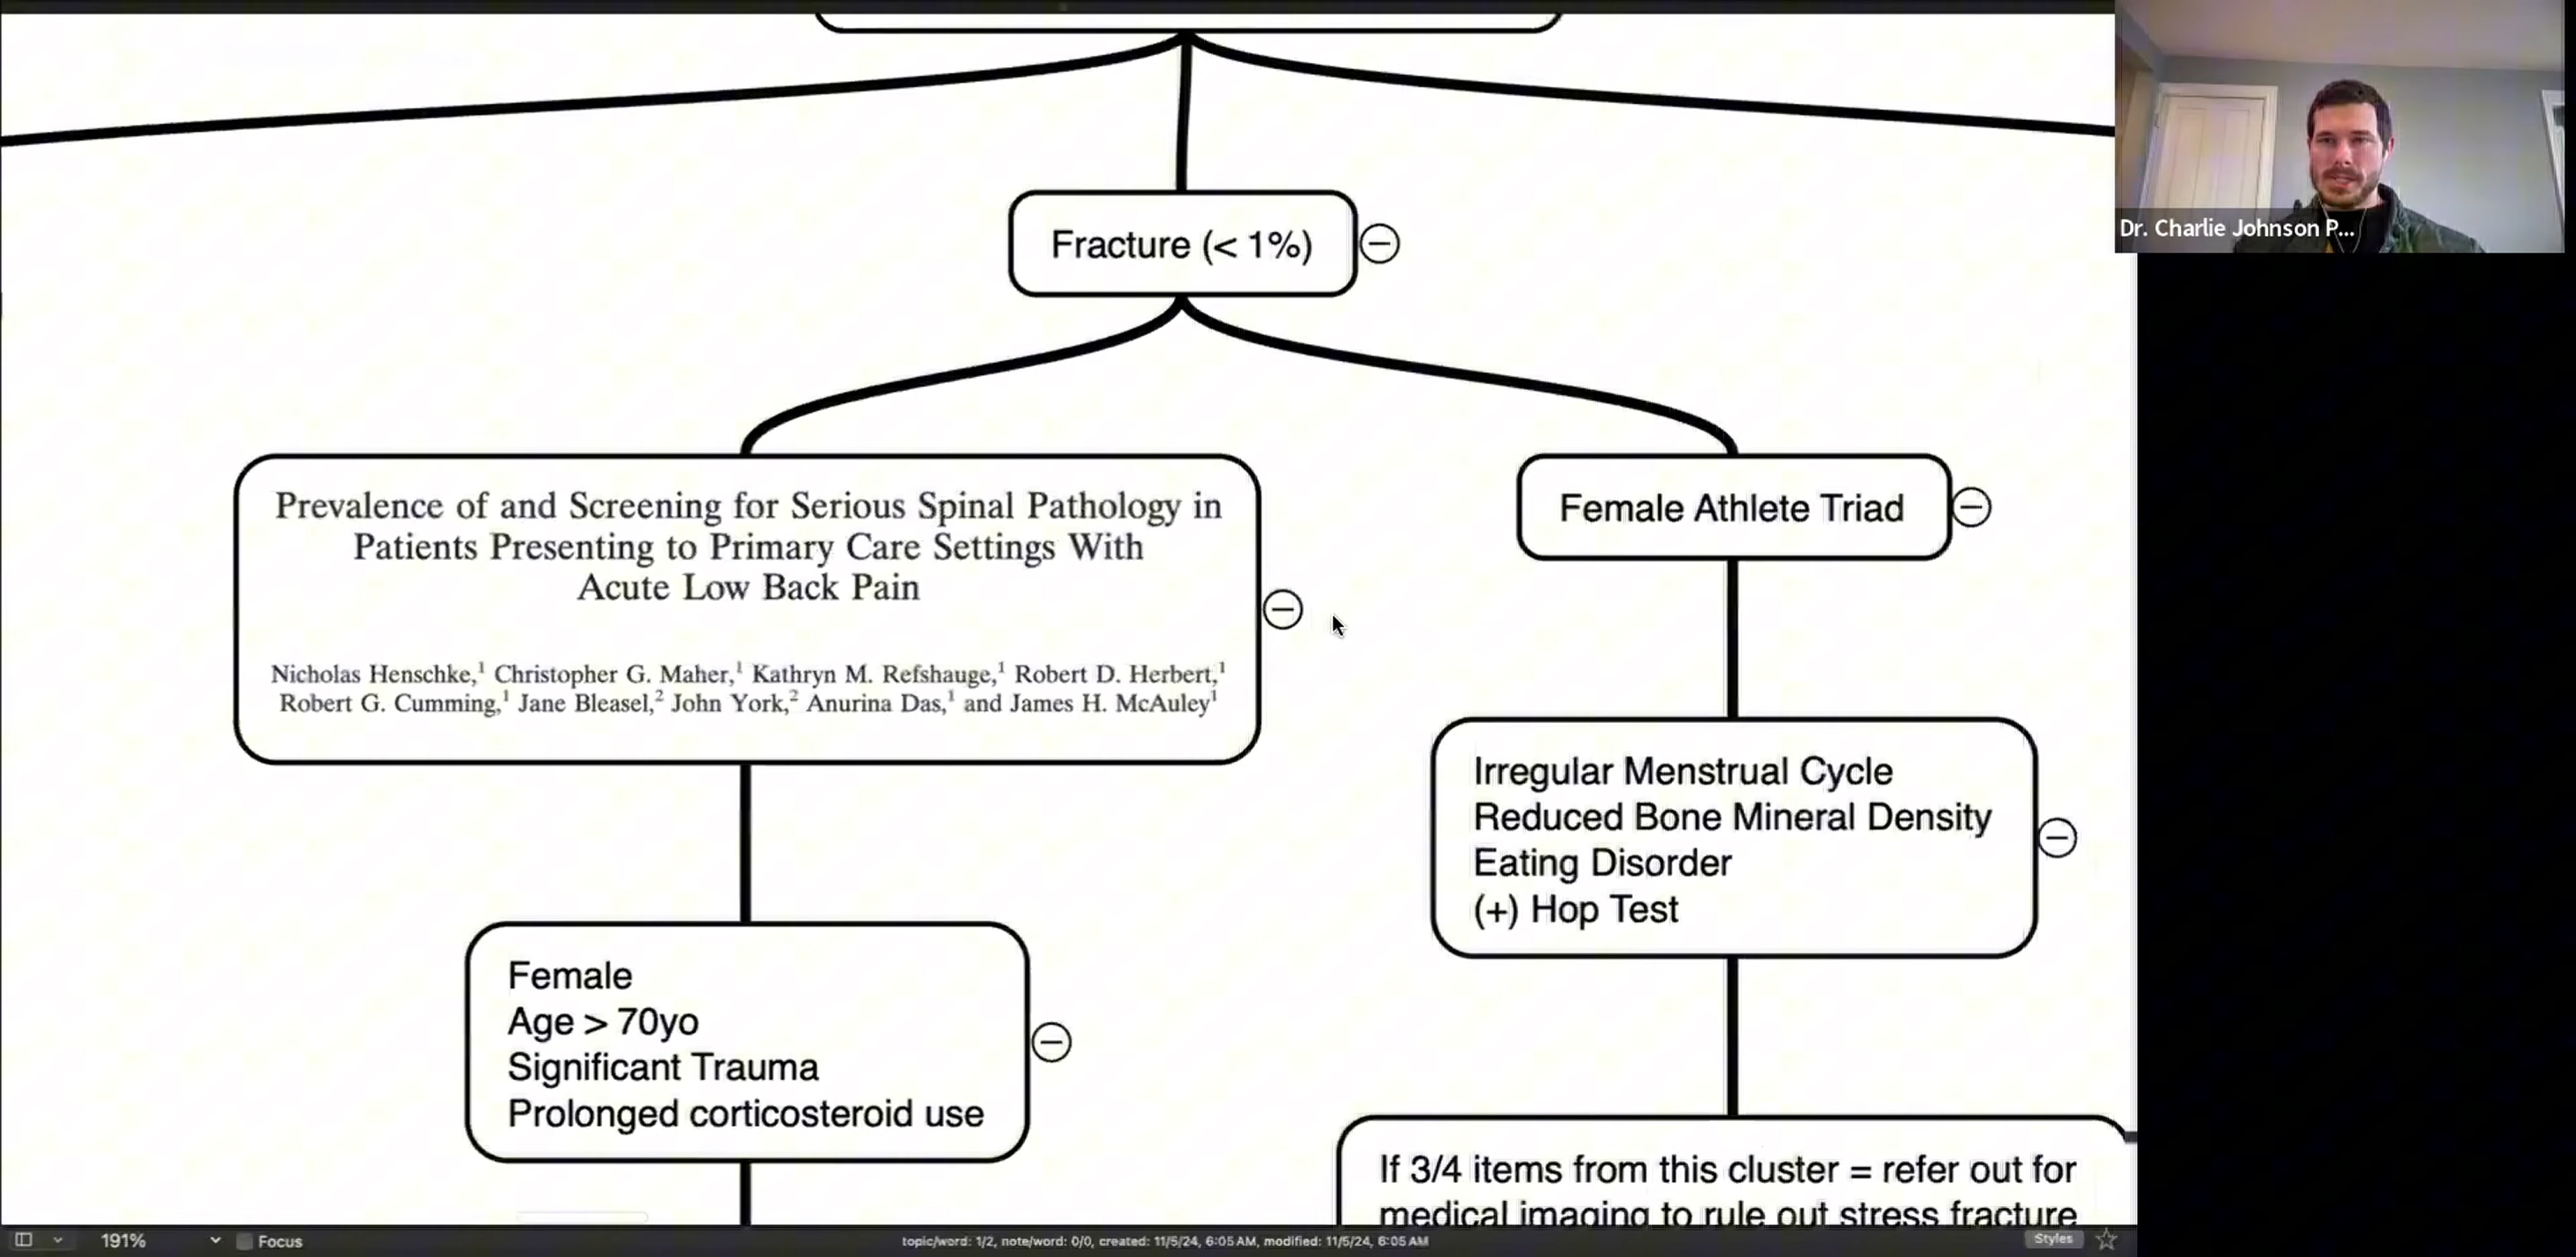 Dr. Charlie Johnson P...
Fracture (< 1%)
Prevalence of and Screening for Serious Spinal Pathology in
Patients Presenting to Primary Care Settings With
Acute Low Back Pain
Nicholas Henschke,¹ Christopher G. Maher,¹ Kathryn M. Refshauge,¹ Robert D. Herbert,¹
Robert G. Cumming,¹ Jane Bleasel,² John York,² Anurina Das,¹ and James H. McAuley¹
Female Athlete Triad
Irregular Menstrual Cycle
Reduced Bone Mineral Density
Eating Disorder
(+) Hop Test
Female
Age > 70yo
Significant Trauma
Prolonged corticosteroid use
If 3/4 items from this cluster = refer out for
medical imaging to rule out stress fracture
191%
Focus
topic/word: 1/2, note/word: 0/0, created: 11/5/24, 6:05 AM, modified: 11/5/24, 6:05 AM
Styles